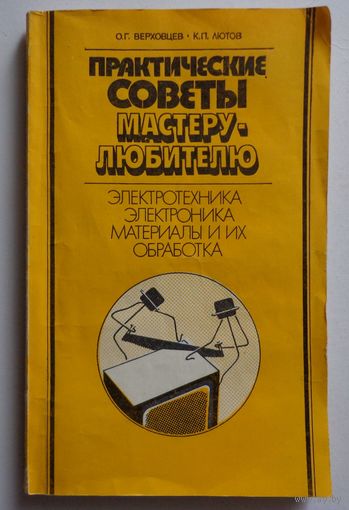 О.Г. ВЕРХОВЦЕВ • К.П. ЛЮТОВ
ПРАКТИЧЕСКИЕ
СОВЕТЫ
МАСТЕРУ-
ЛЮБИТЕЛЮ
ЭЛЕКТРОТЕХНИКА
ЭЛЕКТРОНИКА
МАТЕРИАЛЫ И ИХ
ОБРАБОТКА